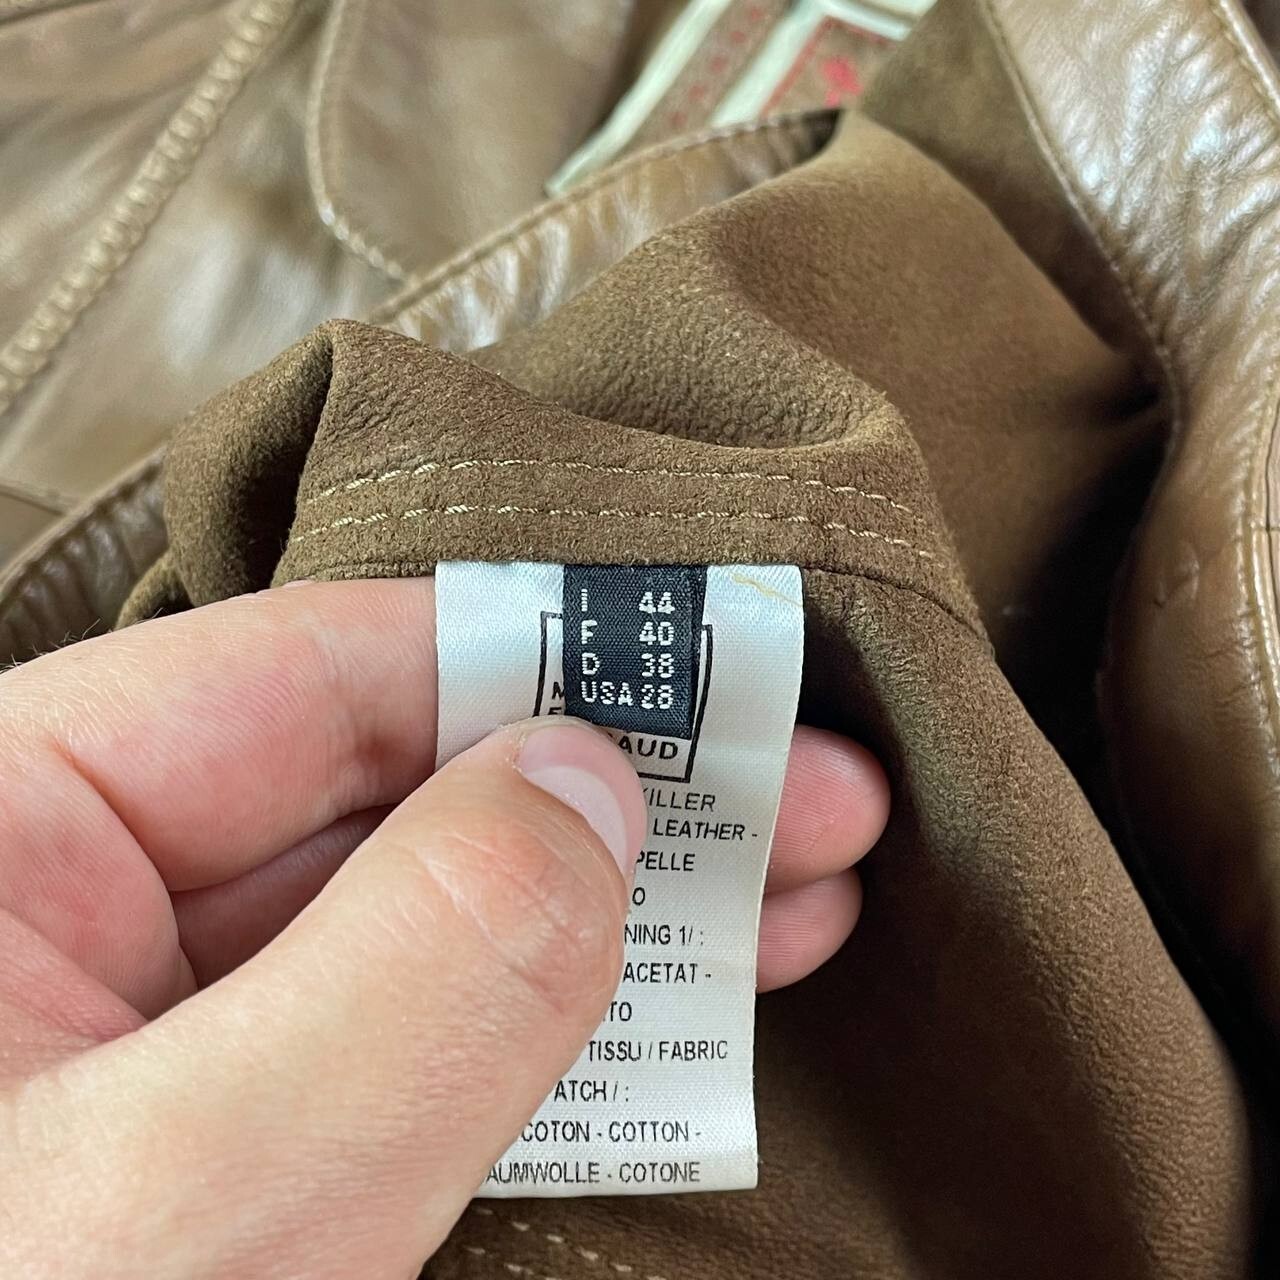 I 44
F 40
D 38
USA 28
AUD
KILLER
LEATHER -
PELLE
O
NING 1/ :
ACETAT -
TO
TISSU / FABRIC
ATCH / :
COTON - COTTON -
AUMWOLLE - COTONE